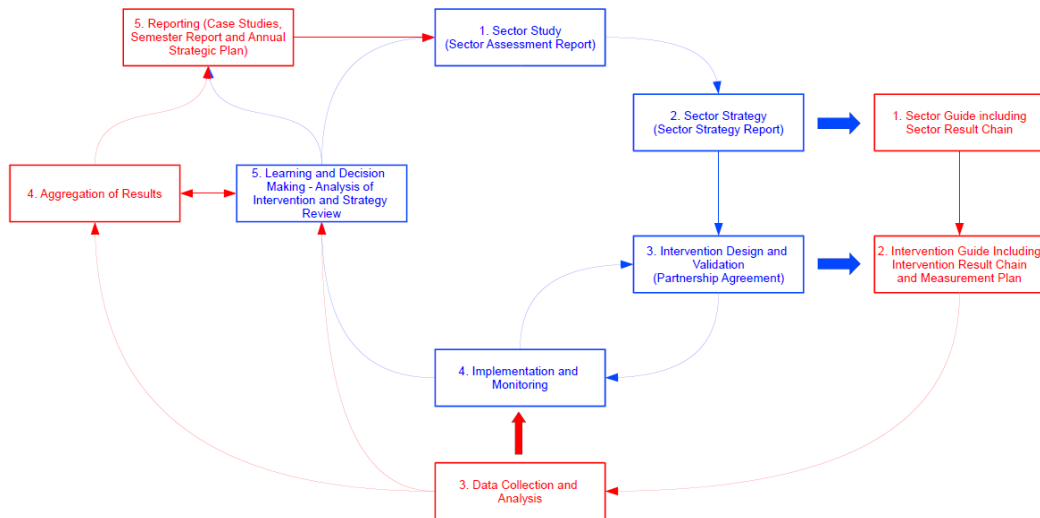 5. Reporting (Case Studies,
Semester Report and Annual
Strategic Plan)
1. Sector Study
(Sector Assessment Report)
2. Sector Strategy
(Sector Strategy Report)
1. Sector Guide including
Sector Result Chain
4. Aggregation of Results
5. Learning and Decision
Making - Analysis of
Intervention and Strategy
Review
3. Intervention Design and
Validation
(Partnership Agreement)
2. Intervention Guide Including
Intervention Result Chain
and Measurement Plan
4. Implementation and
Monitoring
3. Data Collection and
Analysis